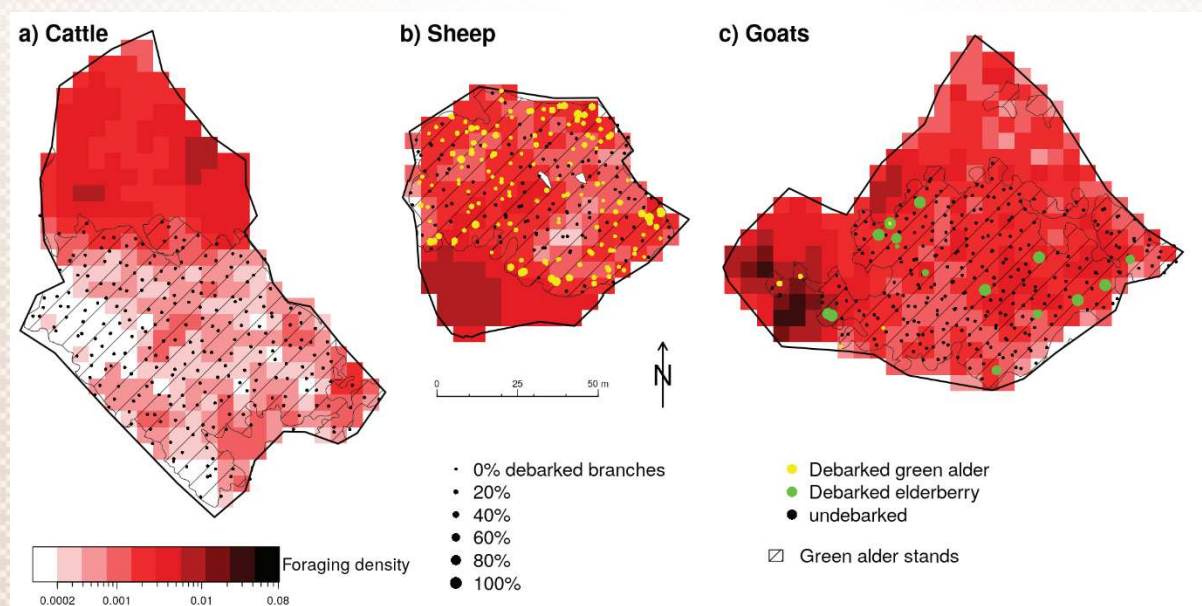 a) Cattle
b) Sheep
c) Goats
0 25 50 m
N
0% debarked branches
20%
40%
60%
80%
100%
Debarked green alder
Debarked elderberry
undebarked
Green alder stands
Foraging density
0.0002 0.001 0.01 0.08